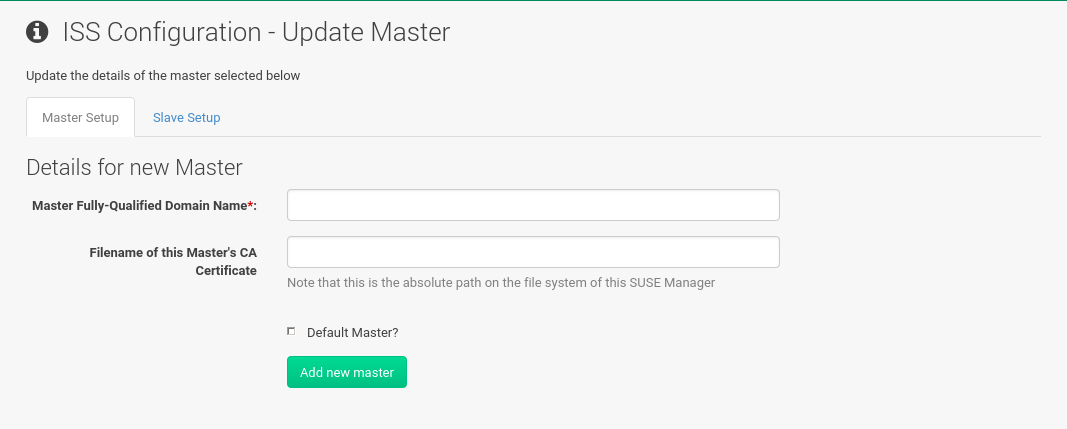 ISS Configuration - Update Master
Update the details of the master selected below
Master Setup
Slave Setup
Details for new Master
Master Fully-Qualified Domain Name*:
Filename of this Master's CA
Certificate
Note that this is the absolute path on the file system of this SUSE Manager
Default Master?
Add new master